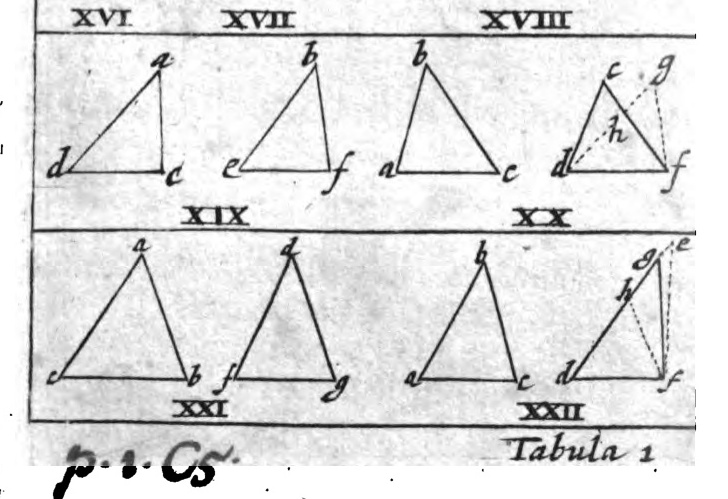 XVI XVII XVIII
a b b c g
h
d c e f a c d f
XIX XX
a d b g e
h
c b f g a c d f
XXI XXII
Tabula 1
p. 1. C5.